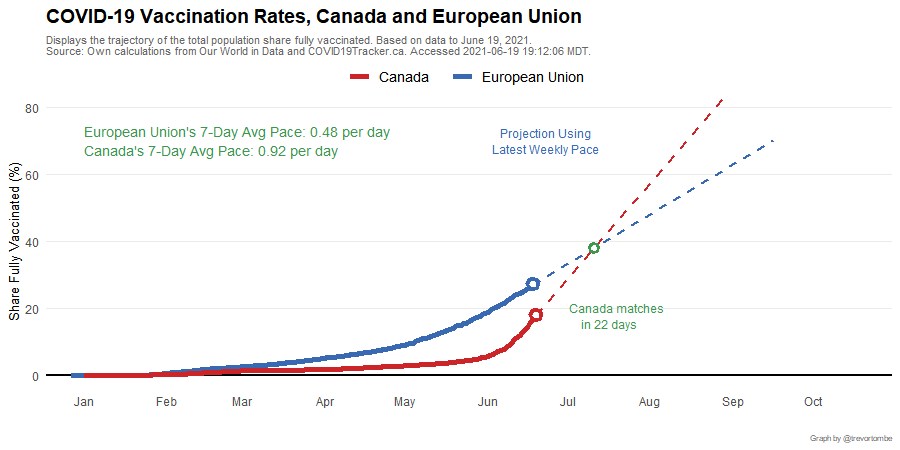 COVID-19 Vaccination Rates, Canada and European Union
Displays the trajectory of the total population share fully vaccinated. Based on data to June 19, 2021.
Source: Own calculations from Our World in Data and COVID19Tracker.ca. Accessed 2021-06-19 19:12:06 MDT.
Canada
European Union
European Union's 7-Day Avg Pace: 0.48 per day
Canada's 7-Day Avg Pace: 0.92 per day
Projection Using
Latest Weekly Pace
Canada matches
in 22 days
Share Fully Vaccinated (%)
80
60
40
20
0
Jan Feb Mar Apr May Jun Jul Aug Sep Oct
Graph by @trevortombe